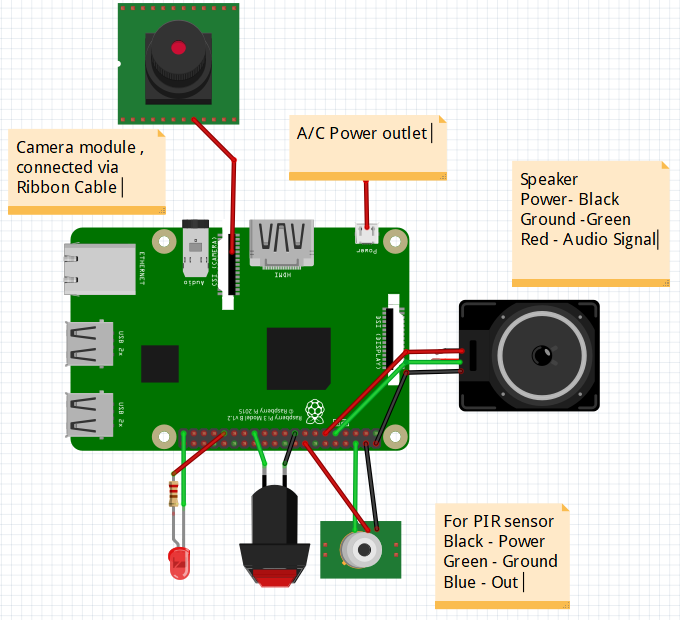 Camera module ,
connected via
Ribbon Cable
A/C Power outlet
Speaker
Power- Black
Ground -Green
Red - Audio Signal
ETHERNET
Audio
CSI (CAMERA)
HDMI
Power
USB 2x
DSI (DISPLAY)
USB 2x
Raspberry Pi 3 Model B v1.2
© Raspberry Pi 2015
For PIR sensor
Black - Power
Green - Ground
Blue - Out